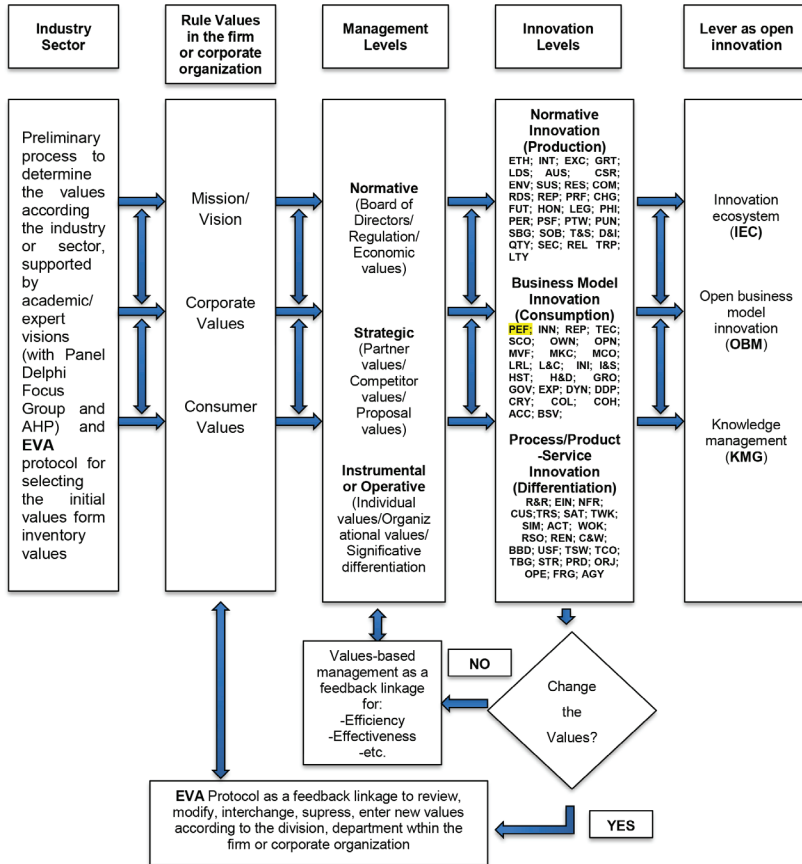 Industry
Sector
Rule Values
in the firm
or corporate
organization
Management
Levels
Innovation
Levels
Lever as open
innovation
Preliminary
process to
determine the
values
according
the industry
or sector,
supported
by
academic/
expert
visions
(with Panel
Delphi
Focus
Group and
AHP) and
EVA
protocol for
selecting
the initial
values form
inventory
values
Mission/
Vision
Corporate
Values
Consumer
Values
Normative
(Board of
Directors/
Regulation/
Economic
values)
Strategic
(Partner
values/
Competitor
values/
Proposal
values)
Instrumental
or Operative
(Individual
values/Organiz
ational values/
Significative
differentiation
Normative
Innovation
(Production)
ETH; INT; EXC; GRT;
LDS; AUS; CSR;
ENV; SUS; RES; COM;
RDS; REP; PRF; CHG;
FUT; HON; LEG; PHI;
PER; PSF; PTW; PUN;
SBG; SOB; T&S; D&I;
QTY; SEC; REL; TRP;
LTY
Business Model
Innovation
(Consumption)
PEF; INN; REP; TEC;
SCO; OWN; OPN;
MVF; MKC; MCO;
LRL; L&C; INI; I&S;
HST; H&D; GRO;
GOV; EXP; DYN; DDP;
CRY; COL; COH;
ACC; BSV;
Process/Product
-Service
Innovation
(Differentiation)
R&R; EIN; NFR;
CUS;TRS; SAT; TWK;
SIM; ACT; WOK;
RSO; REN; C&W;
BBD; USF; TSW; TCO;
TBG; STR; PRD; ORJ;
OPE; FRG; AGY
Innovation
ecosystem
(IEC)
Open business
model
innovation
(OBM)
Knowledge
management
(KMG)
Values-based
management as a
feedback linkage
for:
-Efficiency
-Effectiveness
-etc.
NO
Change
the
Values?
EVA Protocol as a feedback linkage to review,
modify, interchange, supress, enter new values
according to the division, department wthin the
firm or corporate organization
YES